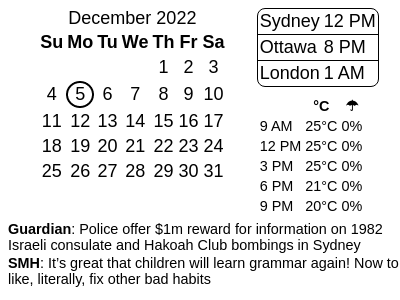 December 2022
Su Mo Tu We Th Fr Sa
1 2 3
4 5 6 7 8 9 10
11 12 13 14 15 16 17
18 19 20 21 22 23 24
25 26 27 28 29 30 31
Sydney 12 PM
Ottawa 8 PM
London 1 AM
°C ☂
9 AM 25°C 0%
12 PM 25°C 0%
3 PM 25°C 0%
6 PM 21°C 0%
9 PM 20°C 0%
Guardian: Police offer $1m reward for information on 1982
Israeli consulate and Hakoah Club bombings in Sydney
SMH: It’s great that children will learn grammar again! Now to
like, literally, fix other bad habits